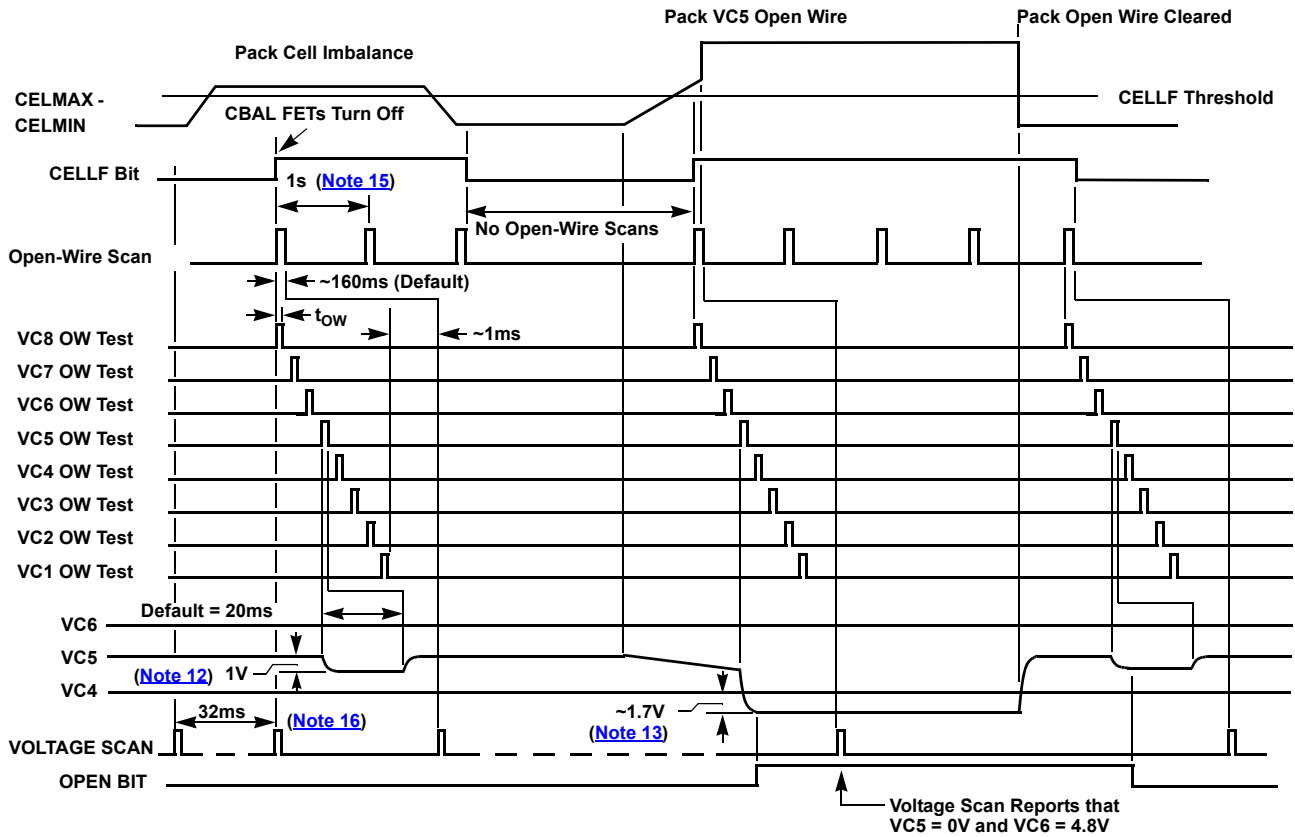 Pack VC5 Open Wire
Pack Open Wire Cleared
Pack Cell Imbalance
CELMAX -
CELMIN
CELLF Threshold
CBAL FETs Turn Off
CELLF Bit
1s (Note 15)
No Open-Wire Scans
Open-Wire Scan
~160ms (Default)
tOW
~1ms
VC8 OW Test
VC7 OW Test
VC6 OW Test
VC5 OW Test
VC4 OW Test
VC3 OW Test
VC2 OW Test
VC1 OW Test
Default = 20ms
VC6
VC5
(Note 12) 1V
VC4
32ms
(Note 16)
~1.7V
(Note 13)
VOLTAGE SCAN
OPEN BIT
Voltage Scan Reports that
VC5 = 0V and VC6 = 4.8V